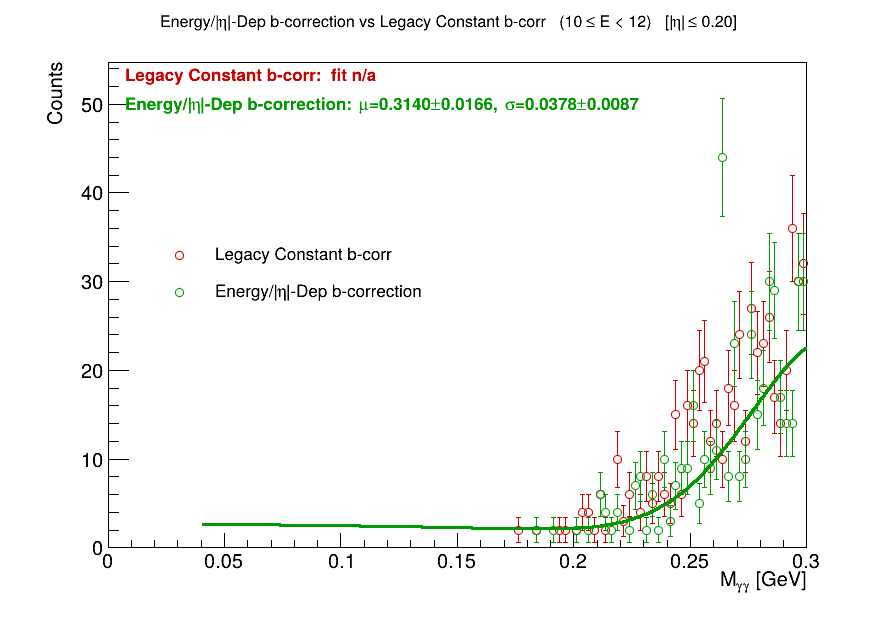 Energy/|η|-Dep b-correction vs Legacy Constant b-corr (10 ≤ E < 12) [|η| ≤ 0.20]
Counts
Legacy Constant b-corr: fit n/a
Energy/|η|-Dep b-correction: μ=0.3140±0.0166, σ=0.0378±0.0087
50
40
30
20
10
0
Legacy Constant b-corr
Energy/|η|-Dep b-correction
0 0.05 0.1 0.15 0.2 0.25 0.3
Mγγ [GeV]